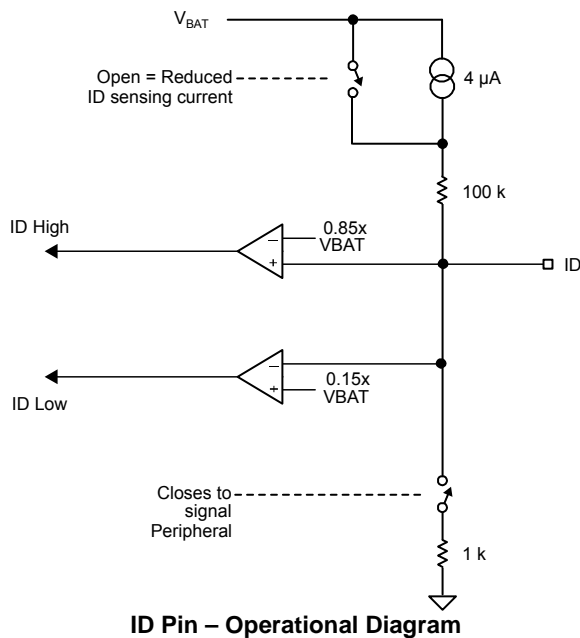 V_BAT
Open = Reduced
ID sensing current
4 µA
100 k
ID High
0.85x
VBAT
−
+
ID
ID Low
−
0.15x
+
VBAT
Closes to
signal
Peripheral
1 k
ID Pin – Operational Diagram